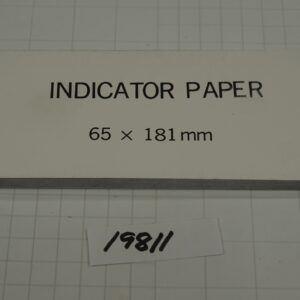 INDICATOR PAPER
65 × 181mm
19811